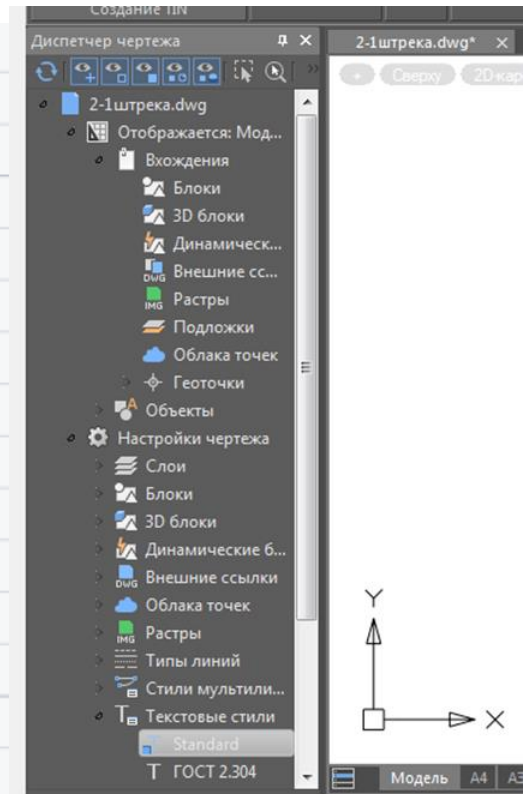 Создание ПН
Диспетчер чертежа
2-1штрека.dwg*
Сверху
2D-кар
2-1штрека.dwg
Отображается: Мод...
Вхождения
Блоки
3D блоки
Динамическ...
DWG Внешние сс...
IMG Растры
Подложки
Облака точек
Геоточки
Объекты
Настройки чертежа
Слои
Блоки
3D блоки
Динамические б...
DWG Внешние ссылки
Облака точек
IMG Растры
Типы линий
Стили мультили...
Текстовые стили
Standard
ГОСТ 2.304
Y
X
Модель
A4
A3